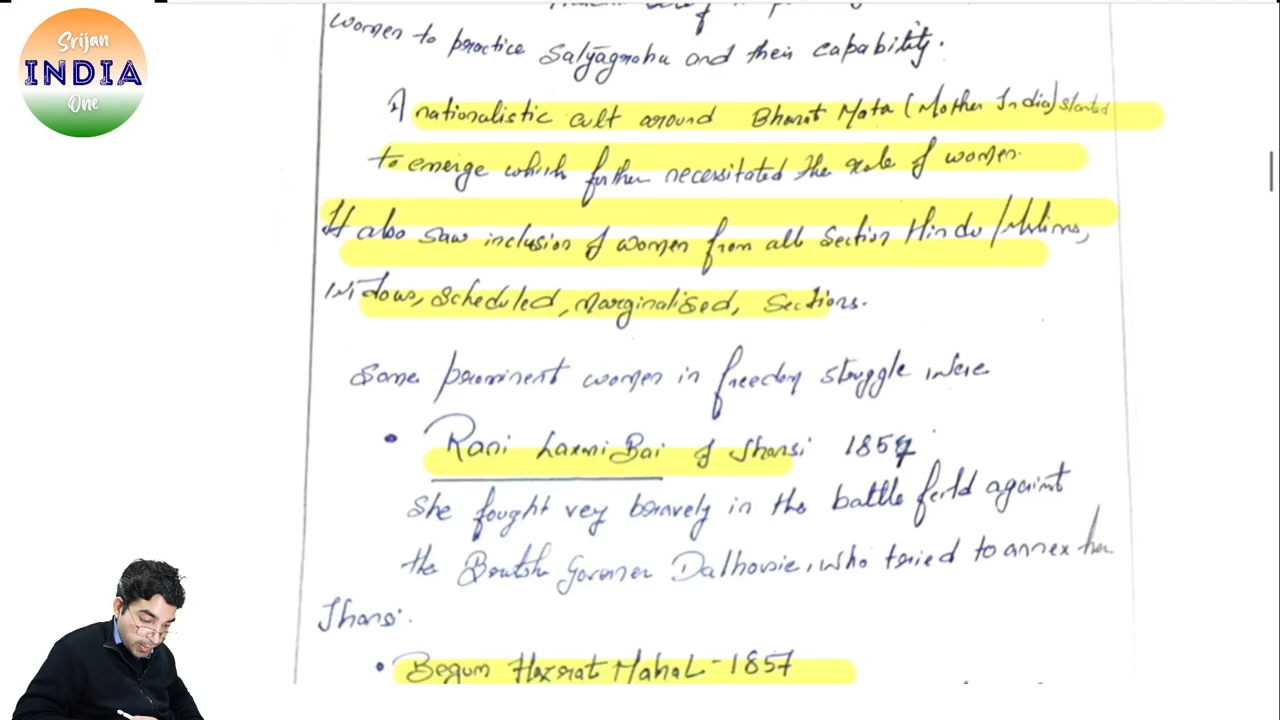 Srijan
INDIA
One
women to practice Satyāgraha and their capability.
A nationalistic cult around Bharat Mata (Mother India) started
to emerge which further necessitated the role of women.
It also saw inclusion of women from all section Hindu/Muslims,
widows, scheduled, marginalised, sections.
Some prominent women in freedom struggle were
• Rani Laxmi Bai of Jhansi 1857
She fought very bravely in the battle field against
the British Governer Dalhousie, who tried to annex her
Jhansi.
• Begum Hazrat Mahal - 1857